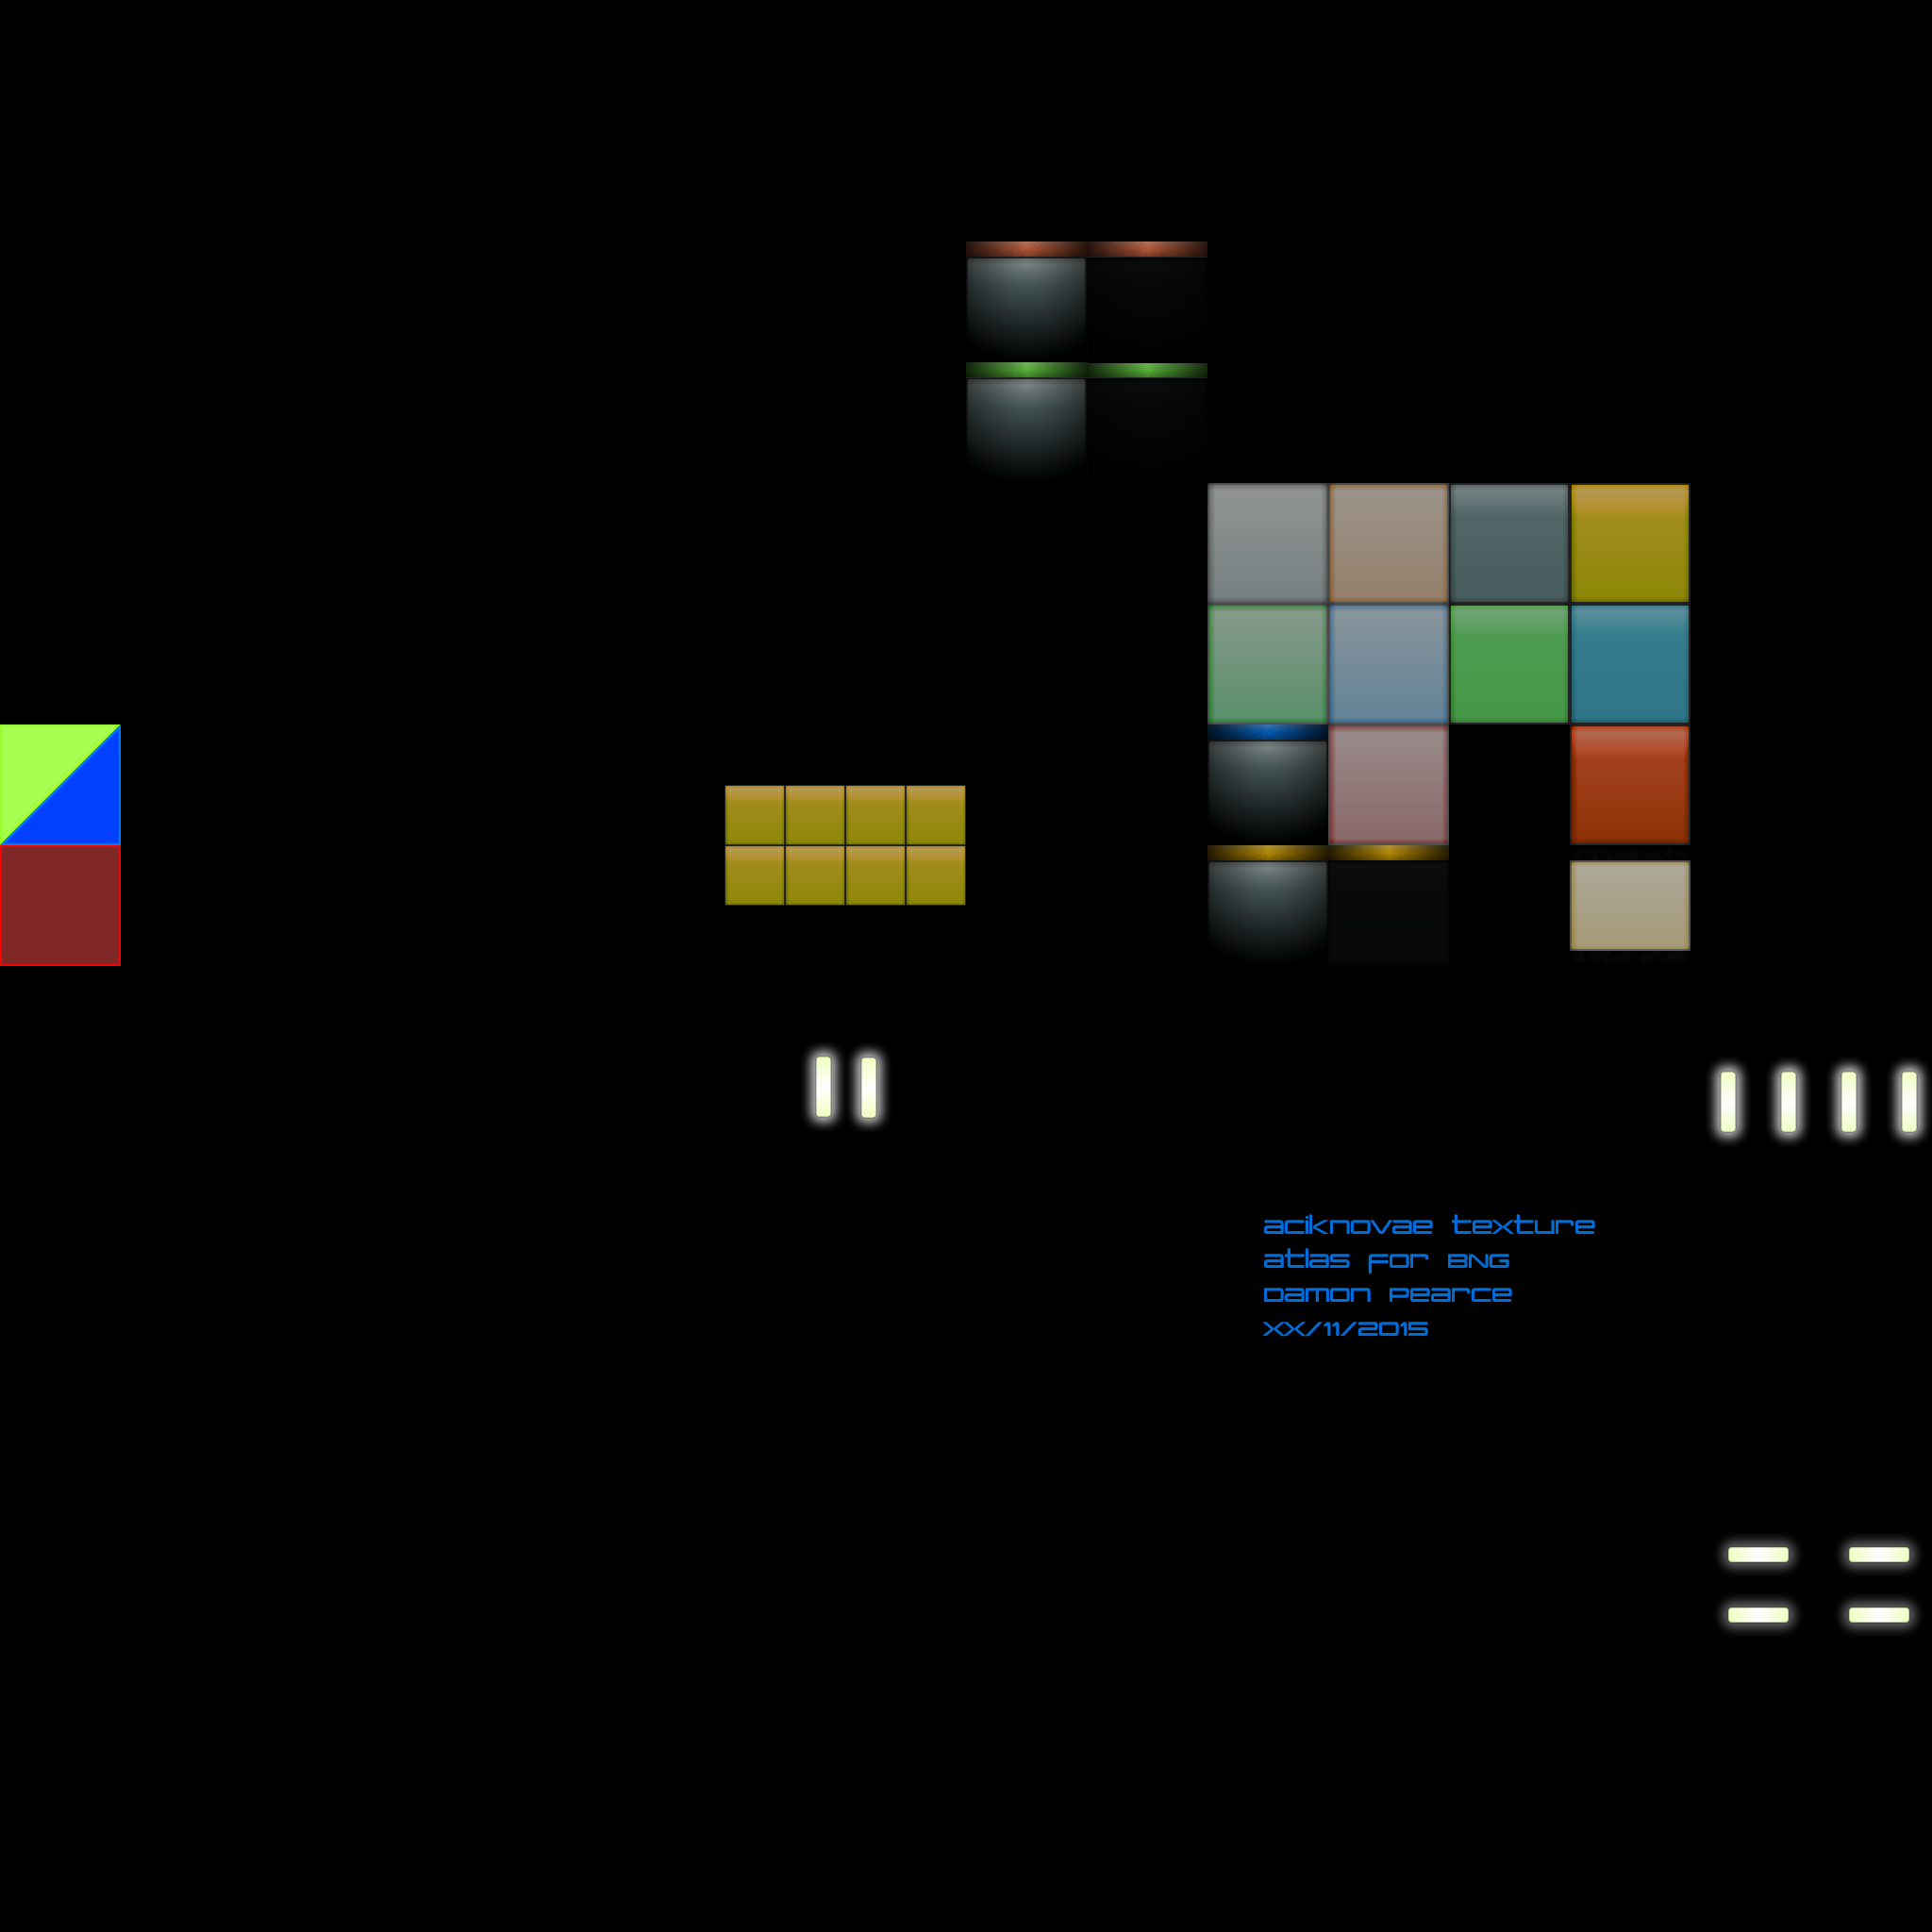 aciknovae texture
atlas for BNG
Damon Pearce
XX/11/2015